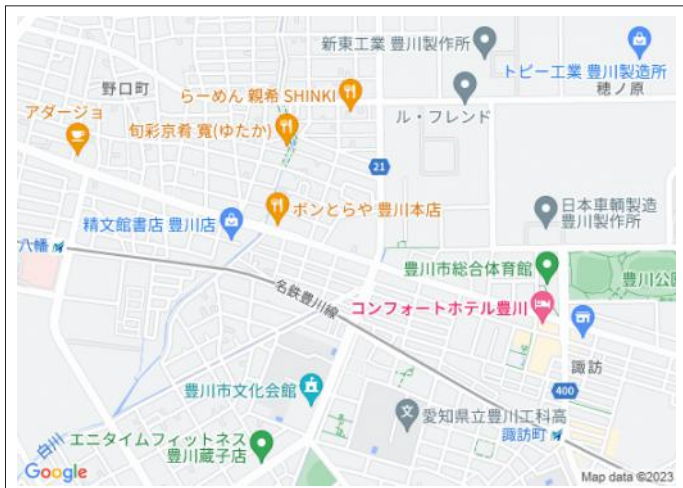 新東工業 豊川製作所
トピー工業 豊川製造所
野口町
穂ノ原
らーめん 親希 SHINKI
アダージョ
ル・フレンド
旬彩京肴 寛(ゆたか)
21
日本車輌製造
豊川製作所
ボンとらや 豊川本店
精文館書店 豊川店
八幡
豊川市総合体育館
豊川公園
名鉄豊川線
コンフォートホテル豊川
諏訪
豊川市文化会館
400
愛知県立豊川工科高
諏訪町
白川
エニタイムフィットネス
豊川蔵子店
Google
Map data ©2023